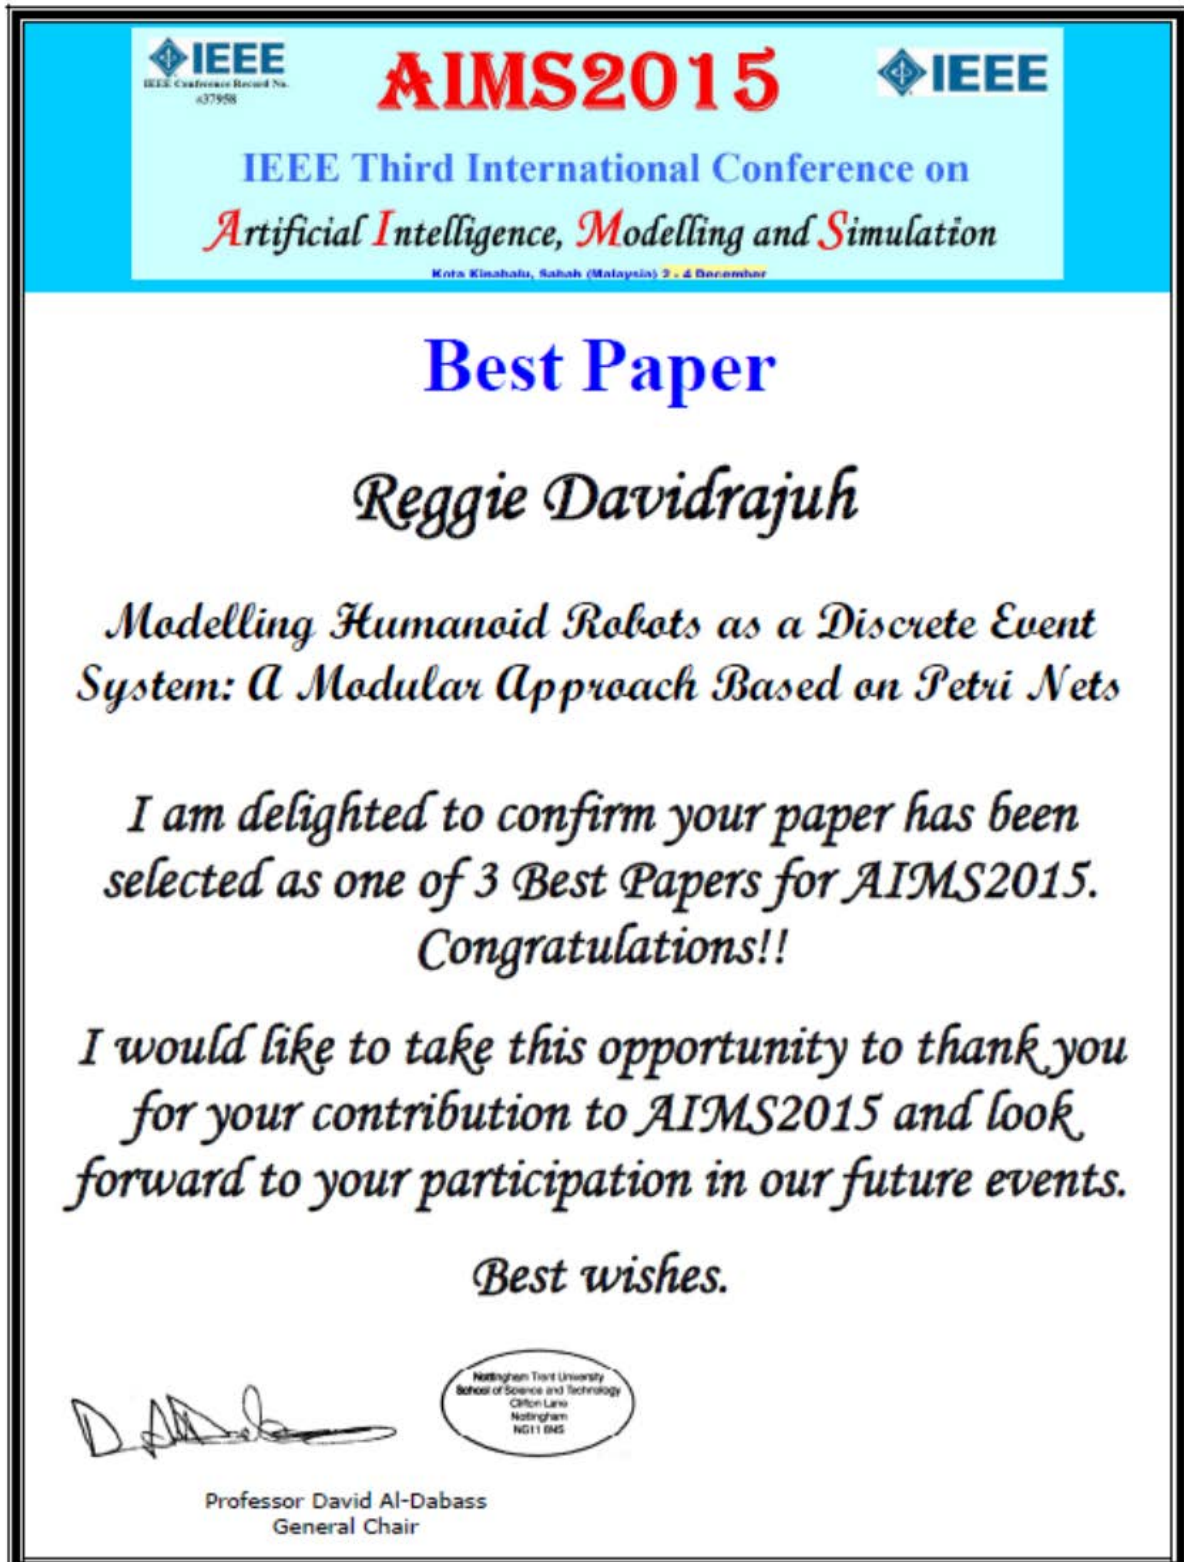 IEEE
IEEE Conference Record No.
#37958
AIMS2015
IEEE
IEEE Third International Conference on
Artificial Intelligence, Modelling and Simulation
Kota Kinabalu, Sabah (Malaysia) 2 - 4 December
Best Paper
Reggie Davidrajuh
Modelling Humanoid Robots as a Discrete Event
System: A Modular Approach Based on Petri Nets
I am delighted to confirm your paper has been
selected as one of 3 Best Papers for AIMS2015.
Congratulations!!
I would like to take this opportunity to thank you
for your contribution to AIMS2015 and look
forward to your participation in our future events.
Best wishes.
Nottingham Trent University
School of Science and Technology
Clifton Lane
Nottingham
NG11 8NS
Professor David Al-Dabass
General Chair